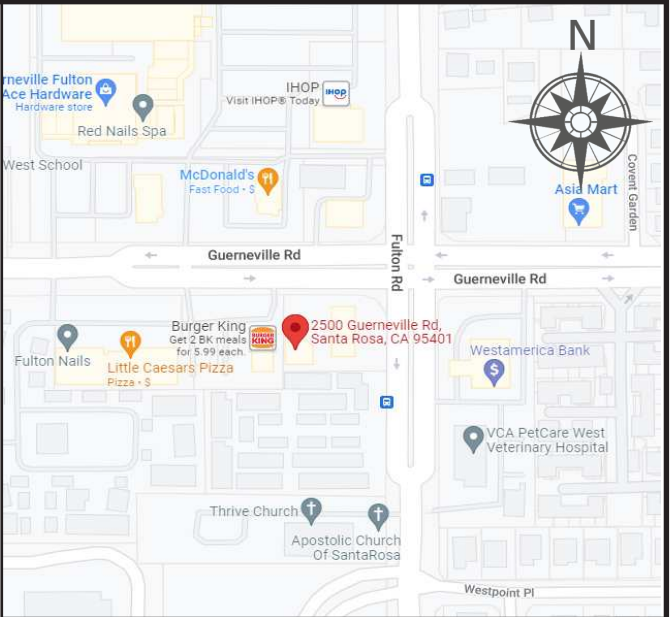 N
rneville Fulton
Ace Hardware
Hardware store
Red Nails Spa
IHOP
Visit IHOP® Today
IHOP
West School
McDonald's
Fast Food • $
Asia Mart
Covent Garden
Guerneville Rd
Fulton Rd
Guerneville Rd
Burger King
Get 2 BK meals
for 5.99 each.
BURGER
KING
2500 Guerneville Rd,
Santa Rosa, CA 95401
Fulton Nails
Little Caesars Pizza
Pizza • $
Westamerica Bank
$
VCA PetCare West
Veterinary Hospital
Thrive Church
Apostolic Church
Of SantaRosa
Westpoint Pl